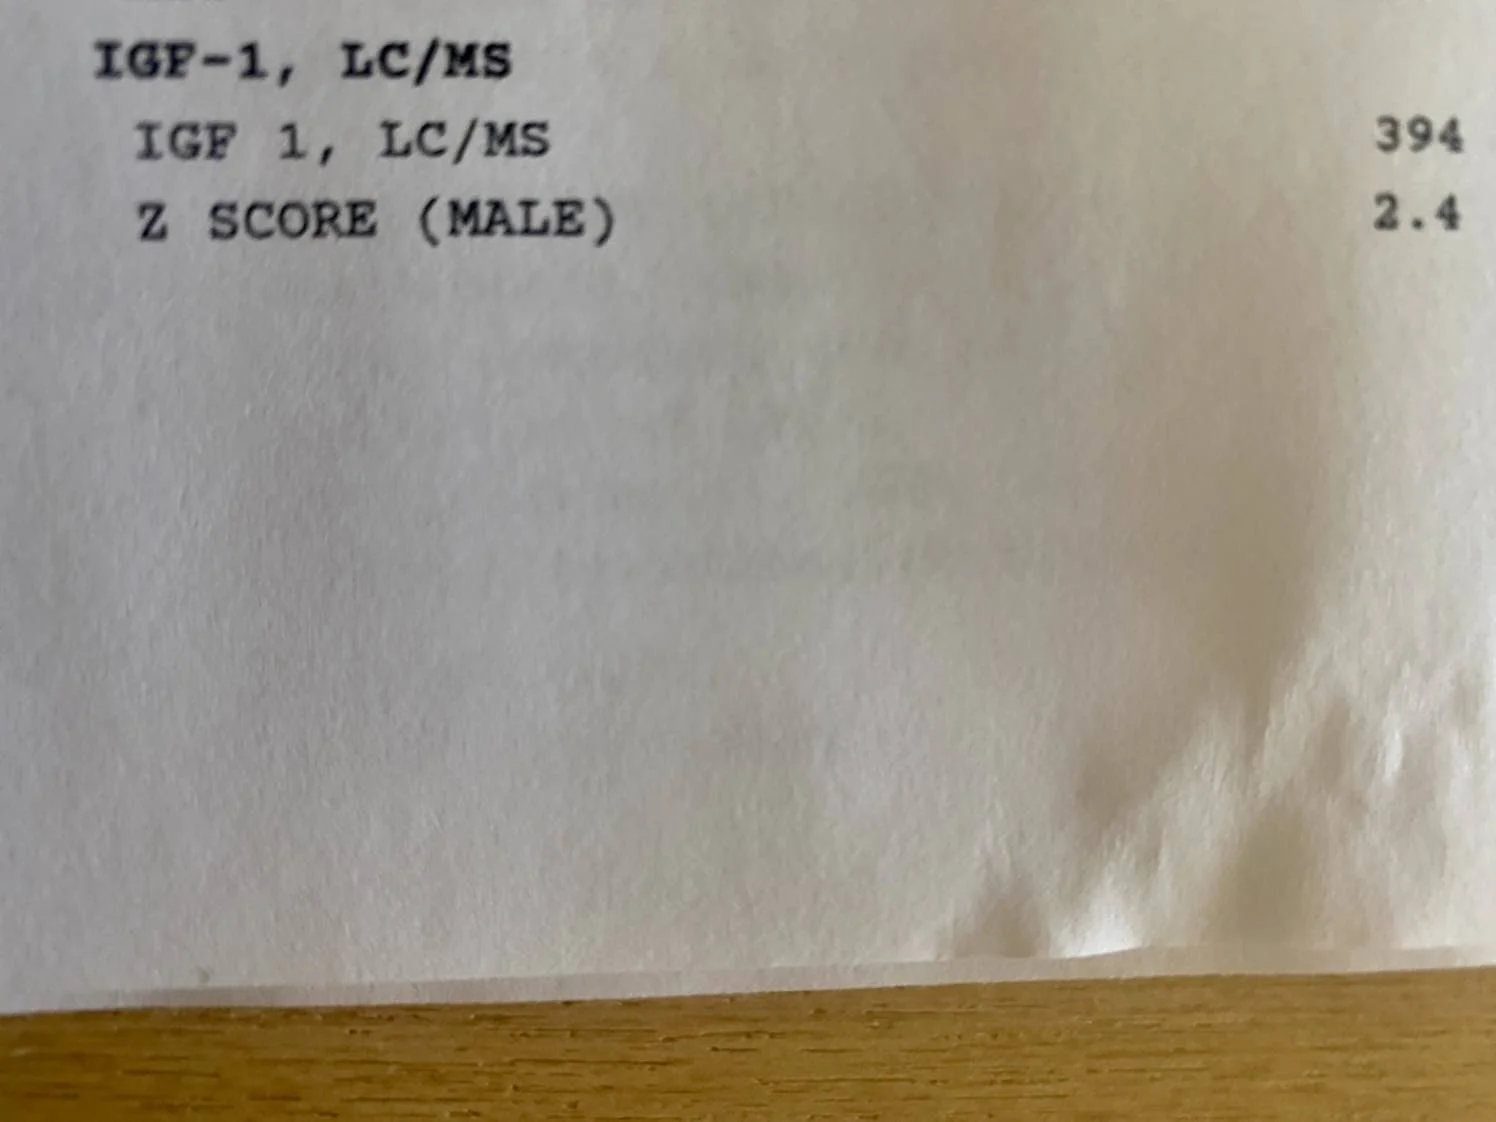 IGF-1, LC/MS
IGF 1, LC/MS 394
Z SCORE (MALE) 2.4